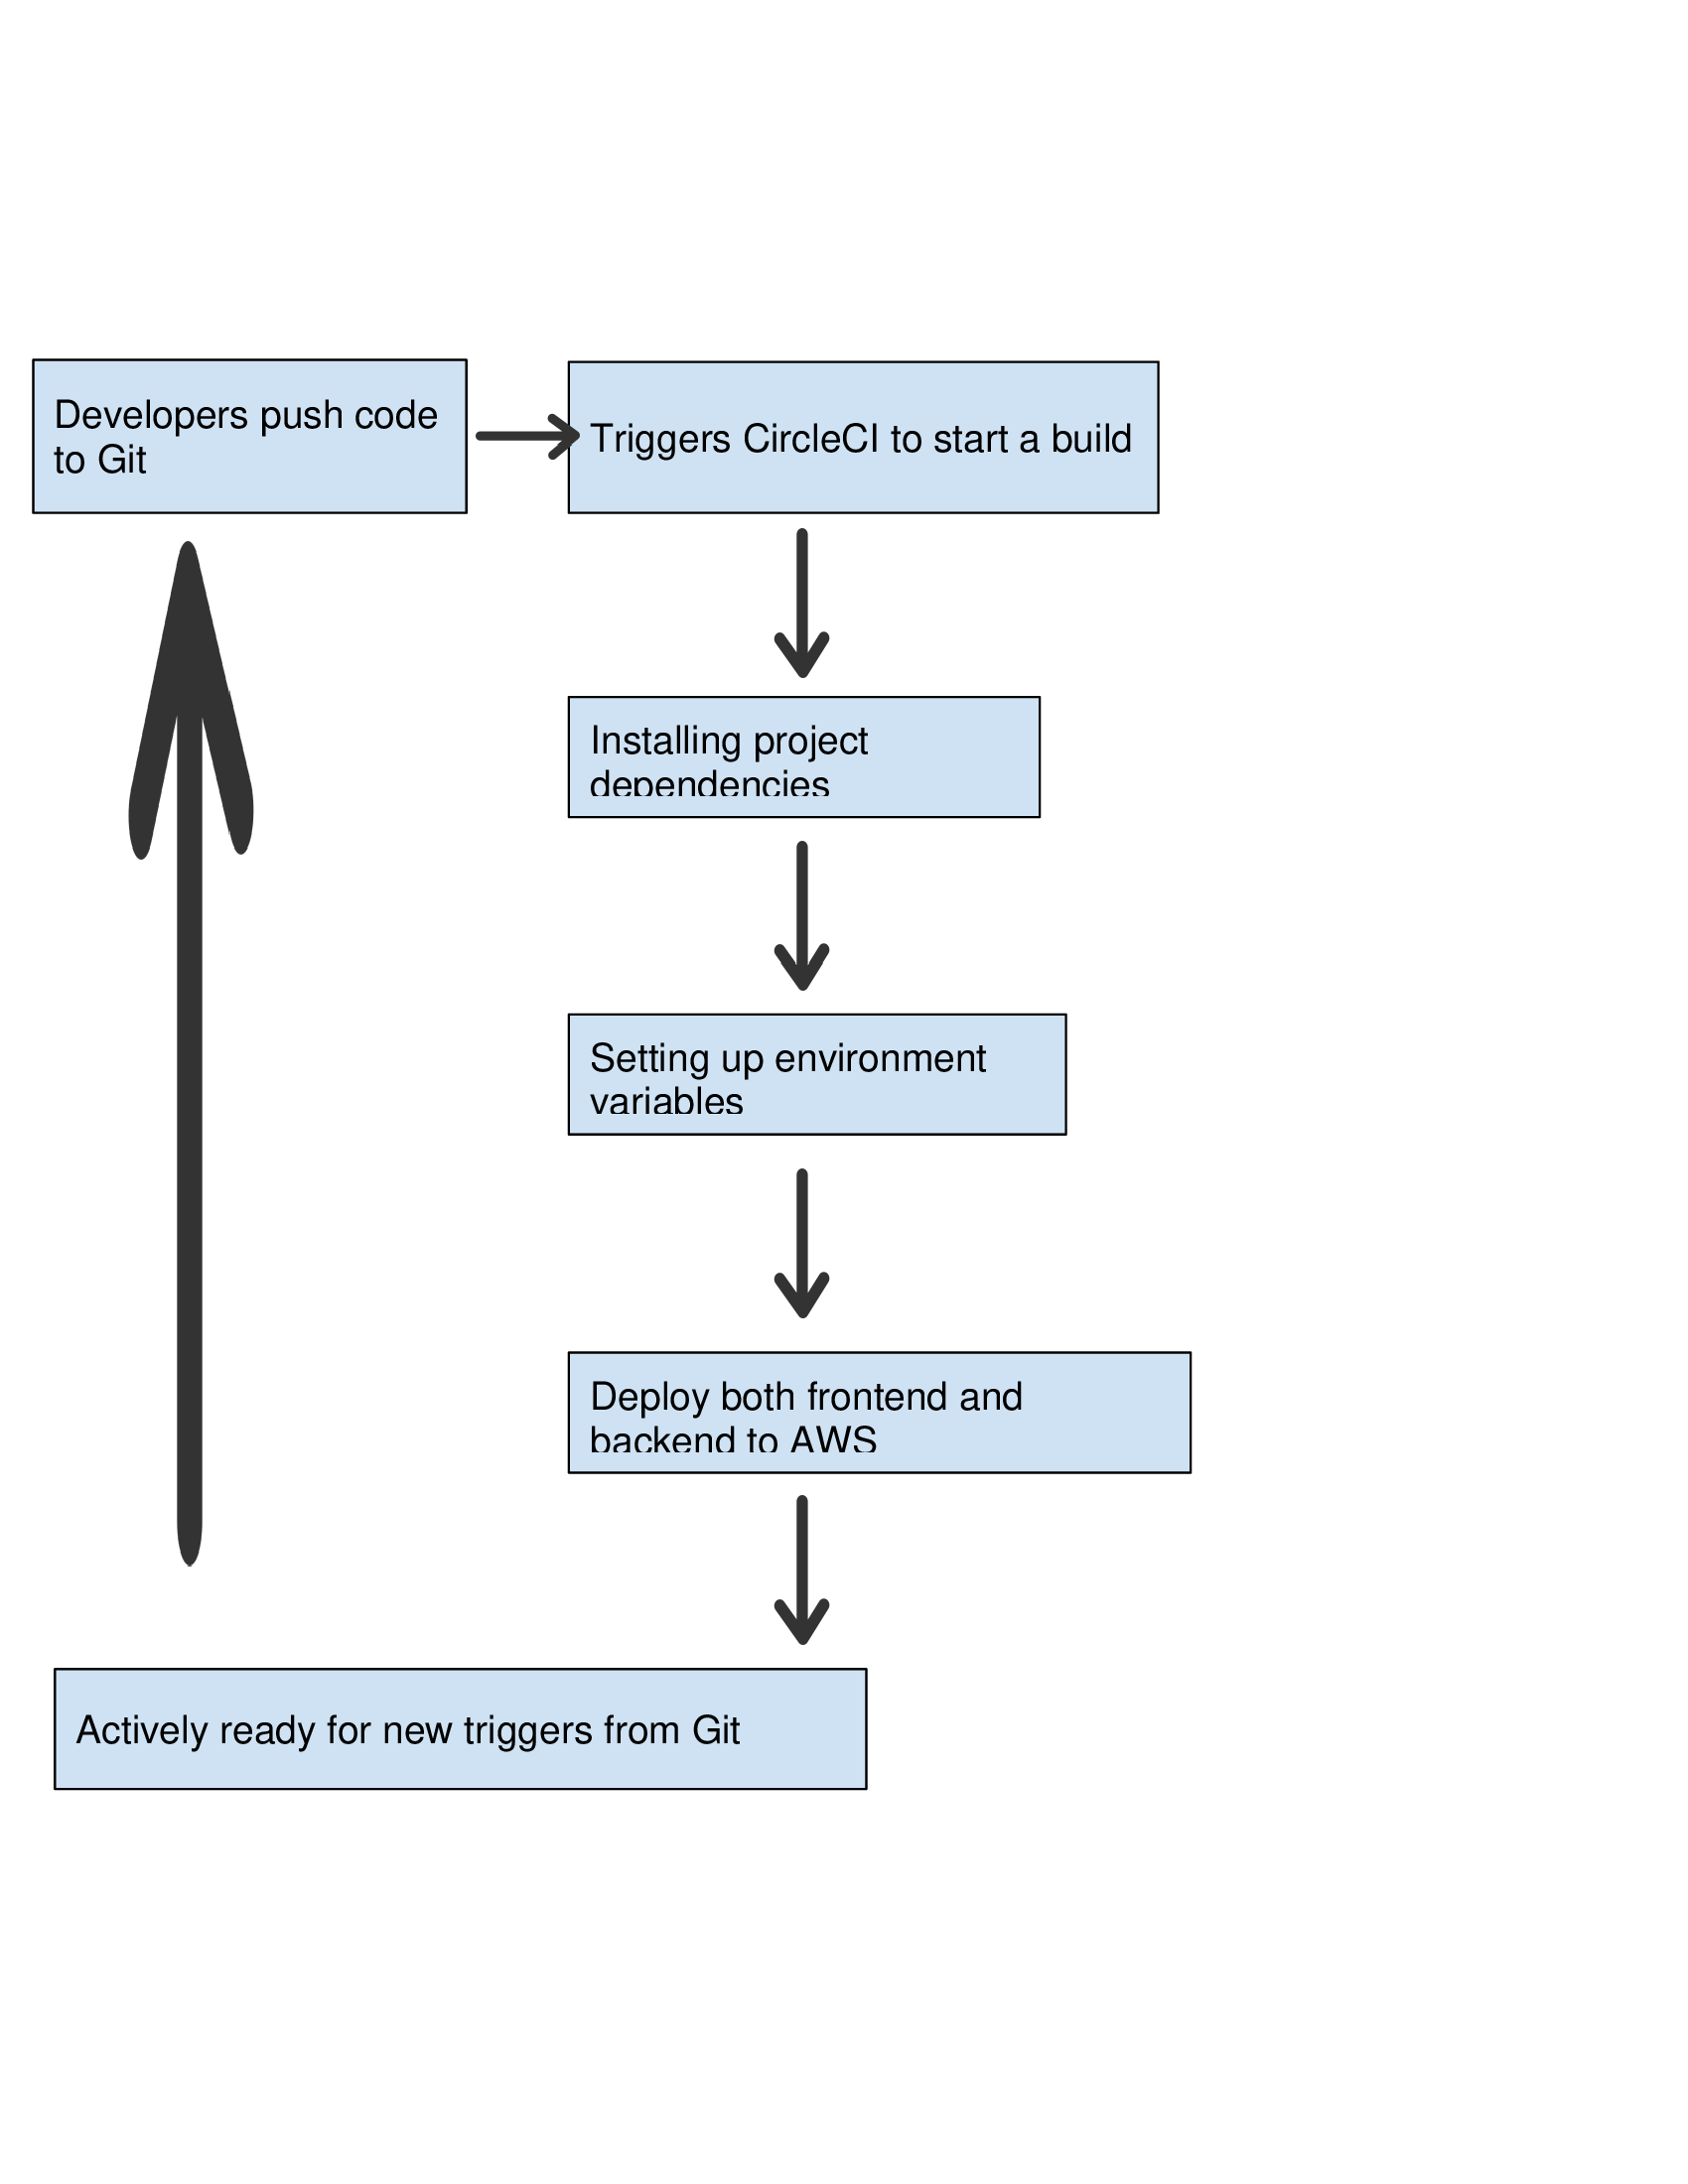 Developers push code
to Git
Triggers CircleCI to start a build
Installing project
dependencies
Setting up environment
variables
Deploy both frontend and
backend to AWS
Actively ready for new triggers from Git